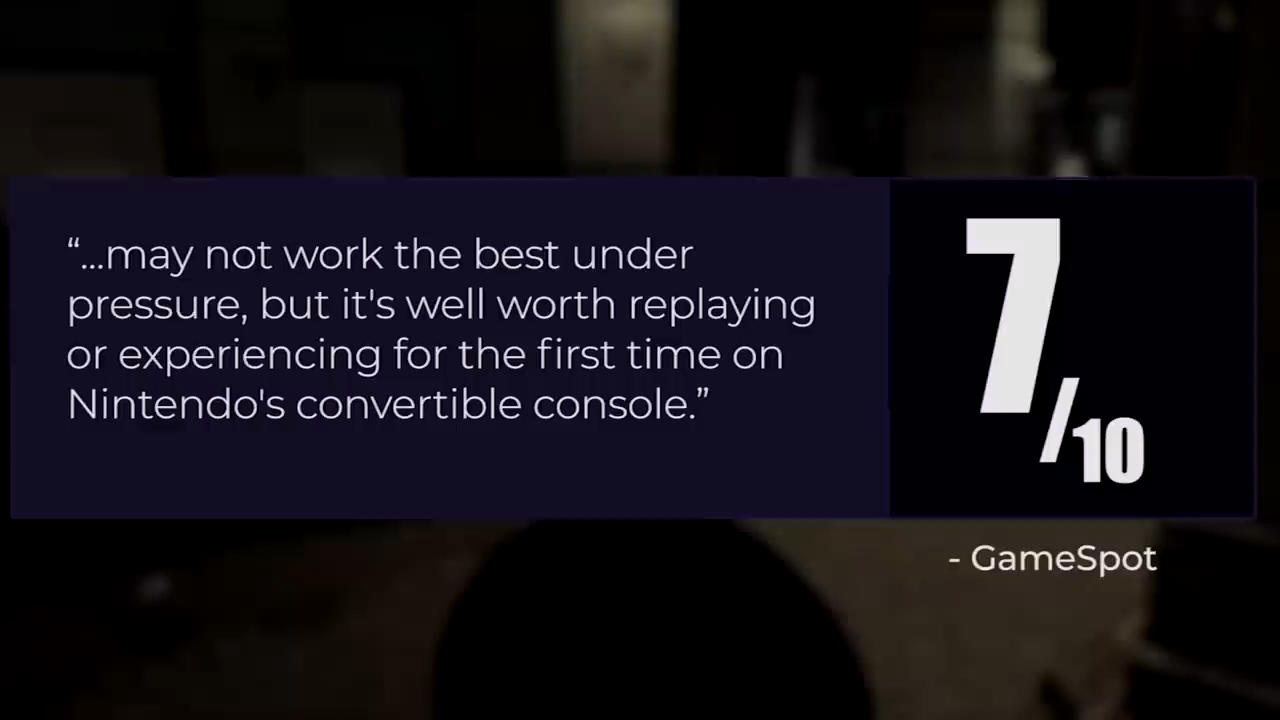 “...may not work the best under
pressure, but it's well worth replaying
or experiencing for the first time on
Nintendo's convertible console.”
7/10
- GameSpot